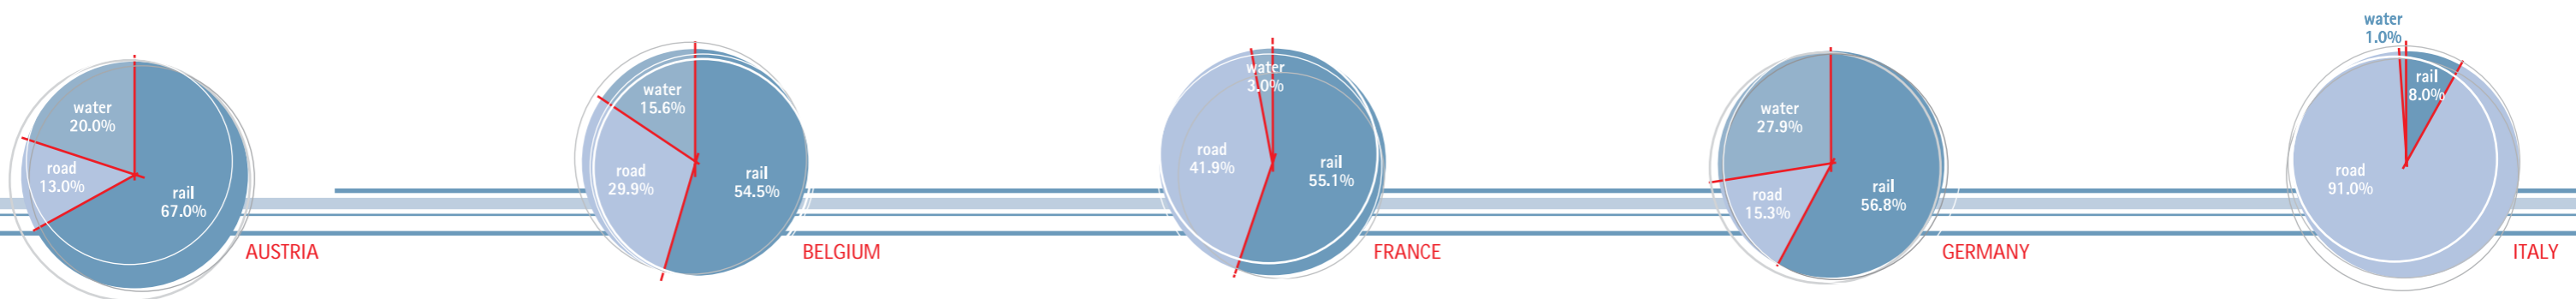 water
20.0%
road
13.0%
rail
67.0%
AUSTRIA
water
15.6%
road
29.9%
rail
54.5%
BELGIUM
water
3.0%
road
41.9%
rail
55.1%
FRANCE
water
27.9%
road
15.3%
rail
56.8%
GERMANY
water
1.0%
rail
8.0%
road
91.0%
ITALY